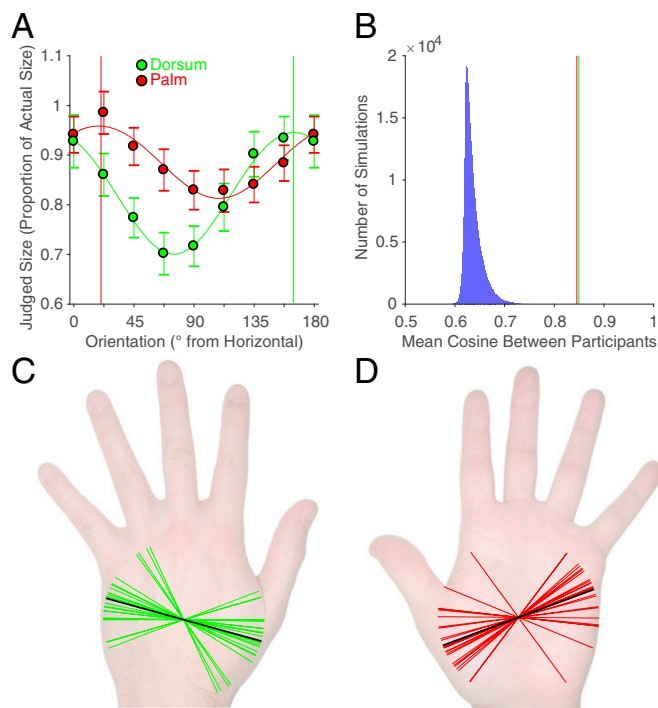 A
Judged Size (Proportion of Actual Size)
1.1
1
0.9
0.8
0.7
0.6
Dorsum
Palm
0
45
90
135
180
Orientation (° from Horizontal)
B
2 ×10⁴
1.5
1
0.5
0
Number of Simulations
0.5
0.6
0.7
0.8
0.9
1
Mean Cosine Between Participants
C
D